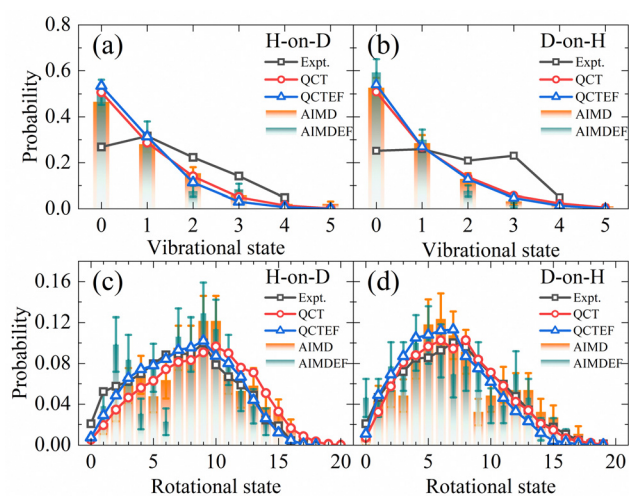 (a) H-on-D
Expt.
QCT
QCTEF
AIMD
AIMDEF
Probability
0.8
0.6
0.4
0.2
0.0
0 1 2 3 4 5
Vibrational state
(b) D-on-H
Expt.
QCT
QCTEF
AIMD
AIMDEF
0 1 2 3 4 5
Vibrational state
(c) H-on-D
Expt.
QCT
QCTEF
AIMD
AIMDEF
Probability
0.16
0.12
0.08
0.04
0.00
0 5 10 15 20
Rotational state
(d) D-on-H
Expt.
QCT
QCTEF
AIMD
AIMDEF
0 5 10 15 20
Rotational state